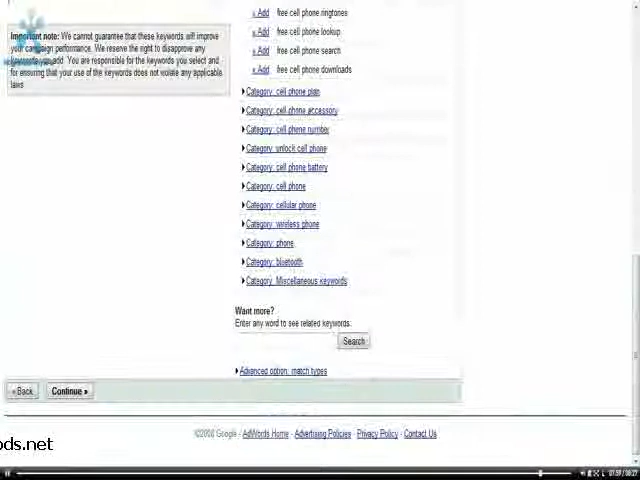 « Add free cell phone ringtones
Important note: We cannot guarantee that these keywords will improve
your campaign performance. We reserve the right to disapprove any
keywords you add. You are responsible for the keywords you select and
for ensuring that your use of the keywords does not violate any applicable
laws
« Add free cell phone lookup
« Add free cell phone search
« Add free cell phone downloads
Category: cell phone plan
Category: cell phone accessory
Category: cell phone number
Category: unlock cell phone
Category: cell phone battery
Category: cell phone
Category: cellular phone
Category: wireless phone
Category: phone
Category: bluetooth
Category: Miscellaneous keywords
Want more?
Enter any word to see related keywords:
Search
Advanced option: match types
« Back Continue »
©2008 Google - AdWords Home - Advertising Policies - Privacy Policy - Contact Us
ods.net